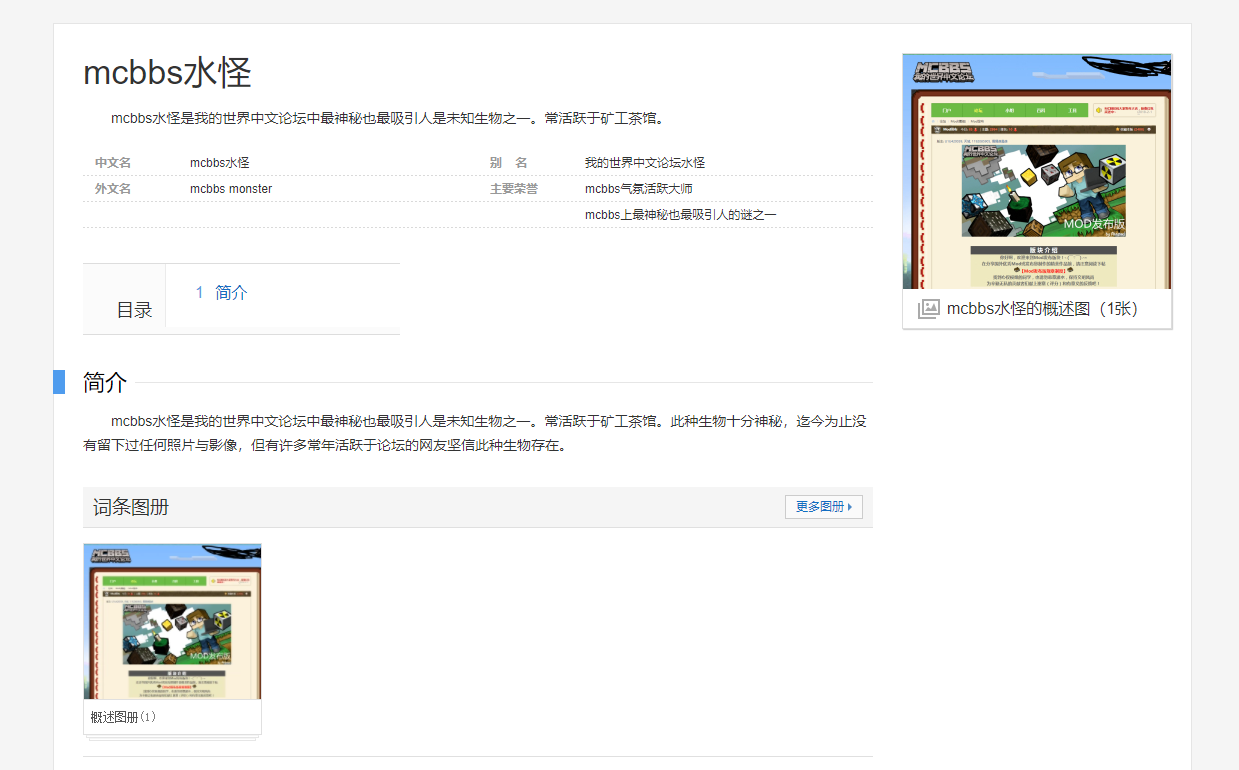 mcbbs水怪
mcbbs水怪是我的世界中文论坛中最神秘也最吸引人是未知生物之一。常活跃于矿工茶馆。
中文名 mcbbs水怪 别 名 我的世界中文论坛水怪
外文名 mcbbs monster 主要荣誉 mcbbs气氛活跃大师
mcbbs上最神秘也最吸引人的谜之一
目录
1 简介
MCBBS
我的世界中文论坛
MOD发布版
版块介绍
mcbbs水怪的概述图（1张）
简介
mcbbs水怪是我的世界中文论坛中最神秘也最吸引人是未知生物之一。常活跃于矿工茶馆。此种生物十分神秘，迄今为止没
有留下过任何照片与影像，但有许多常年活跃于论坛的网友坚信此种生物存在。
词条图册 更多图册
MCBBS
我的世界中文论坛
MOD发布版
概述图册(1)